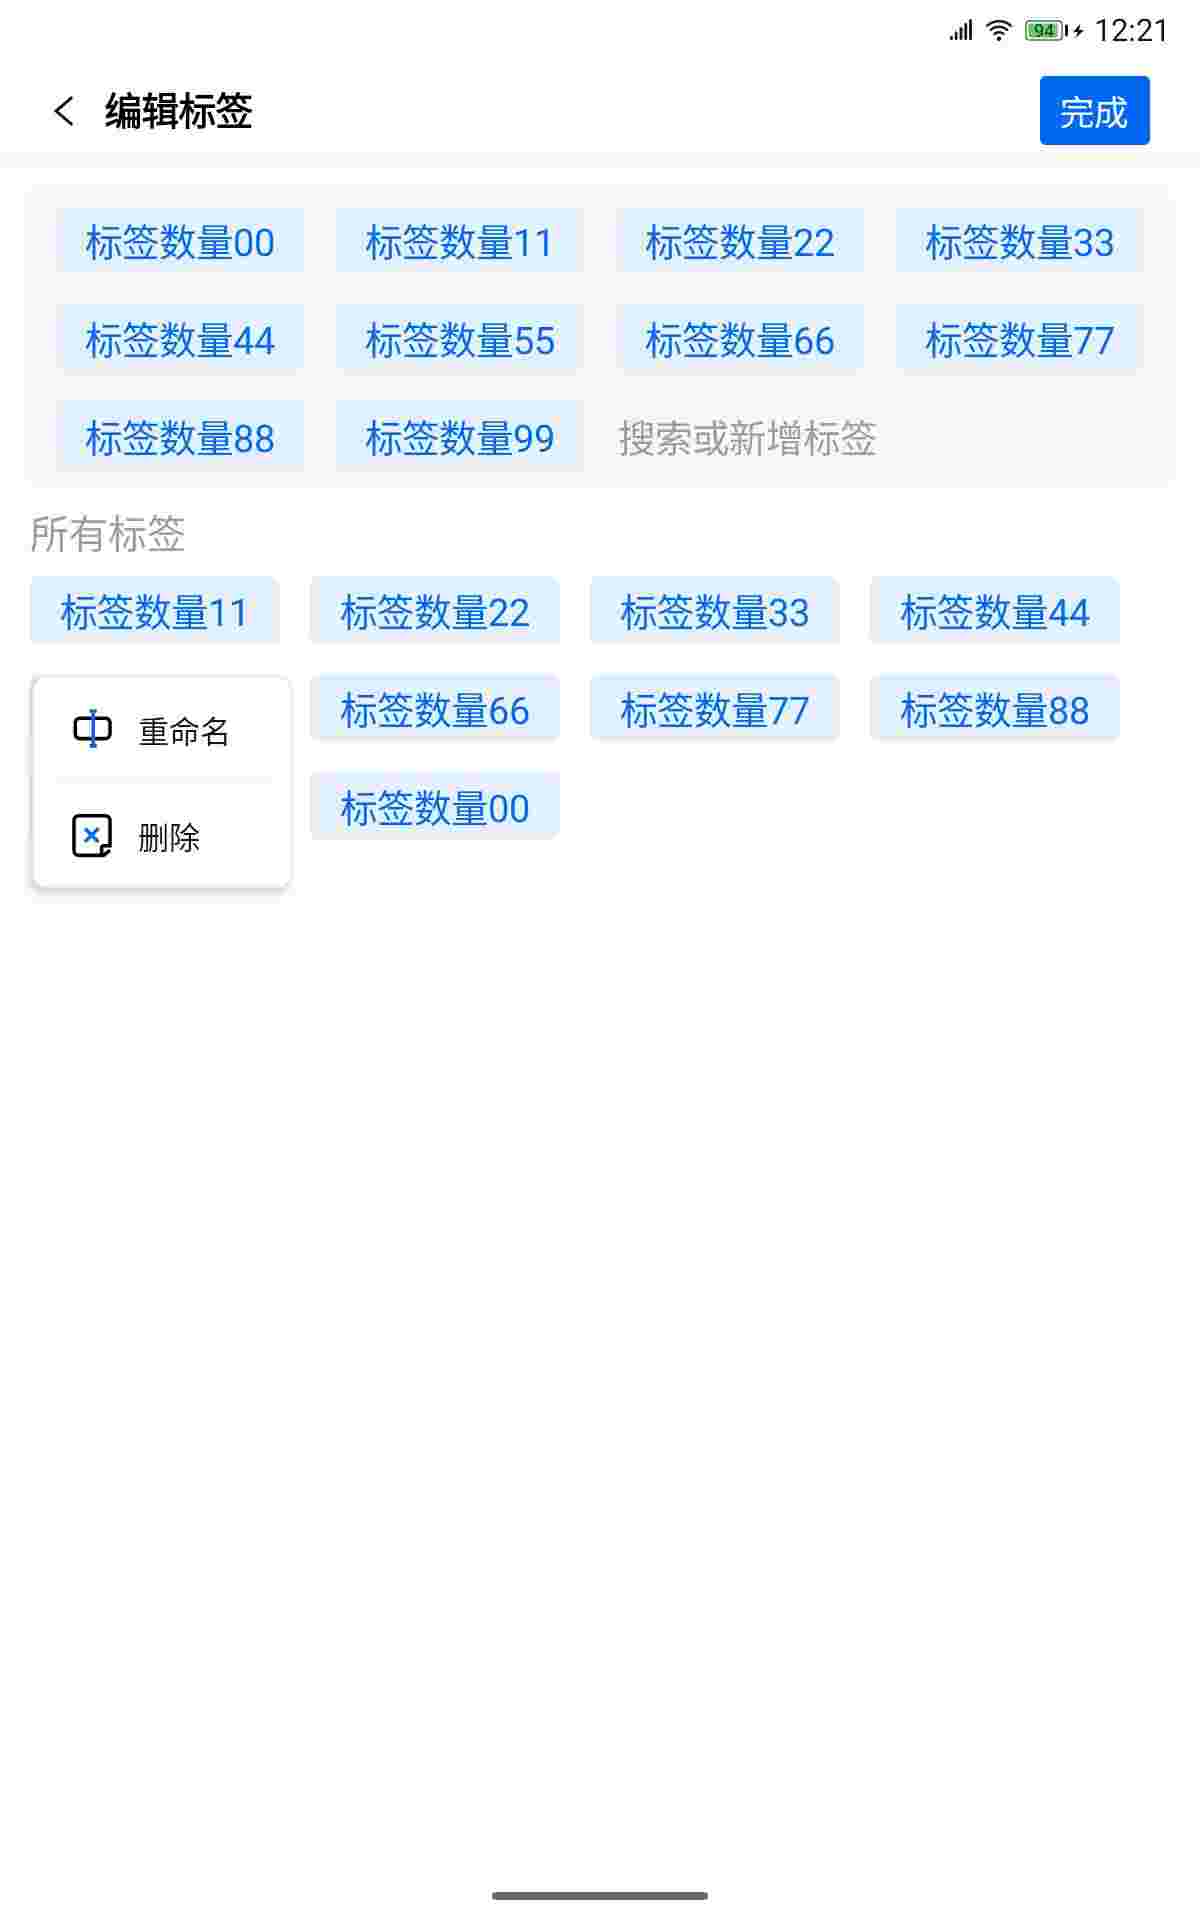 94 12:21
编辑标签 完成
标签数量00 标签数量11 标签数量22 标签数量33
标签数量44 标签数量55 标签数量66 标签数量77
标签数量88 标签数量99 搜索或新增标签
所有标签
标签数量11 标签数量22 标签数量33 标签数量44
重命名 标签数量66 标签数量77 标签数量88
删除 标签数量00